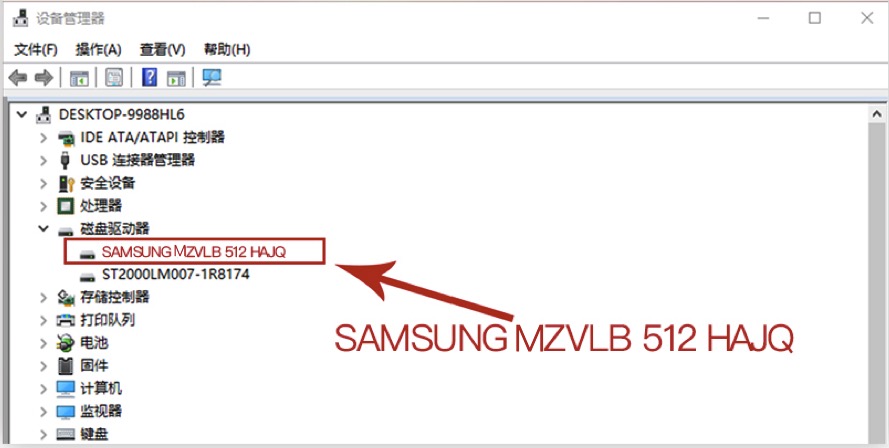 设备管理器
文件(F) 操作(A) 查看(V) 帮助(H)
DESKTOP-9988HL6
IDE ATA/ATAPI 控制器
USB 连接器管理器
安全设备
处理器
磁盘驱动器
SAMSUNG MZVLB 512 HAJQ
ST2000LM007-1R8174
存储控制器
打印队列
SAMSUNG MZVLB 512 HAJQ
电池
固件
计算机
监视器
键盘